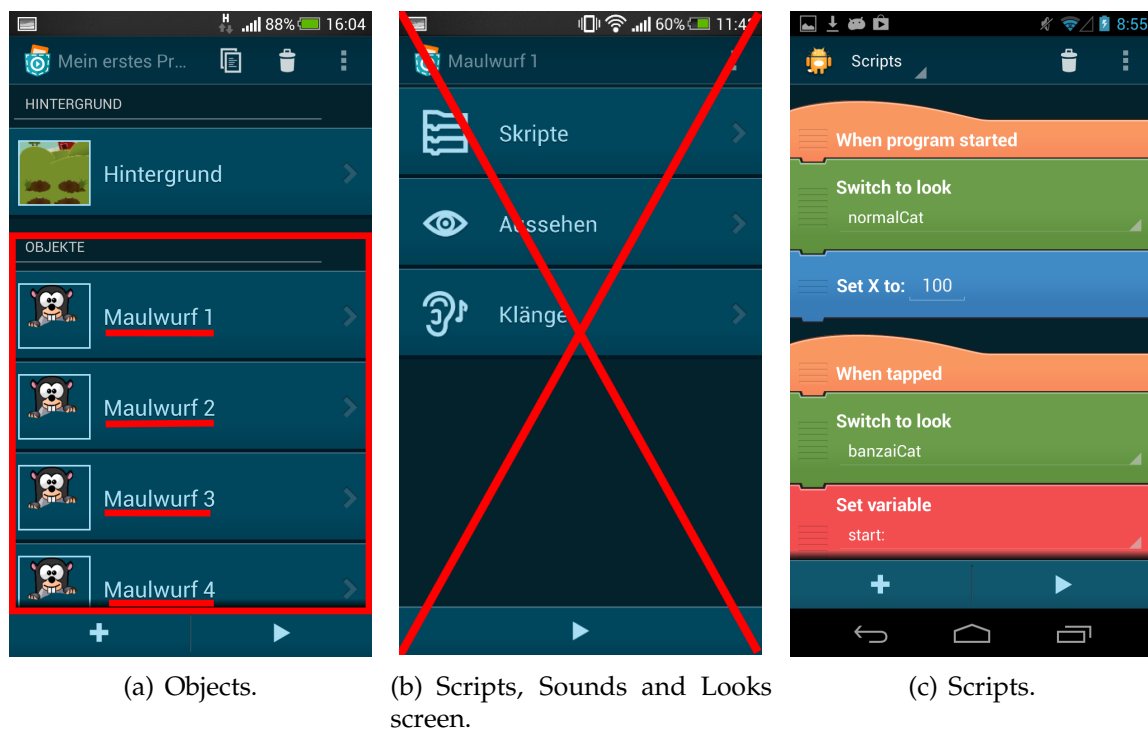 88% 16:04
Mein erstes Pr...
HINTERGRUND
Hintergrund
OBJEKTE
Maulwurf 1
Maulwurf 2
Maulwurf 3
Maulwurf 4
(a) Objects.
60%
Maulwurf 1
Skripte
Aussehen
Klänge
(b) Scripts, Sounds and Looks
screen.
8:55
Scripts
When program started
Switch to look
normalCat
Set X to: 100
When tapped
Switch to look
banzaiCat
Set variable
start:
(c) Scripts.